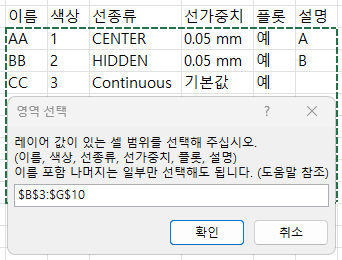 이름 색상 선종류 선가중치 플롯 설명
AA 1 CENTER 0.05 mm 예 A
BB 2 HIDDEN 0.05 mm 예 B
CC 3 Continuous 기본값 예
영역 선택 ?
레이어 값이 있는 셀 범위를 선택해 주십시오.
(이름, 색상, 선종류, 선가중치, 플롯, 설명)
이름 포함 나머지는 일부만 선택해도 됩니다. (도움말 참조)
$B$3:$G$10
확인 취소